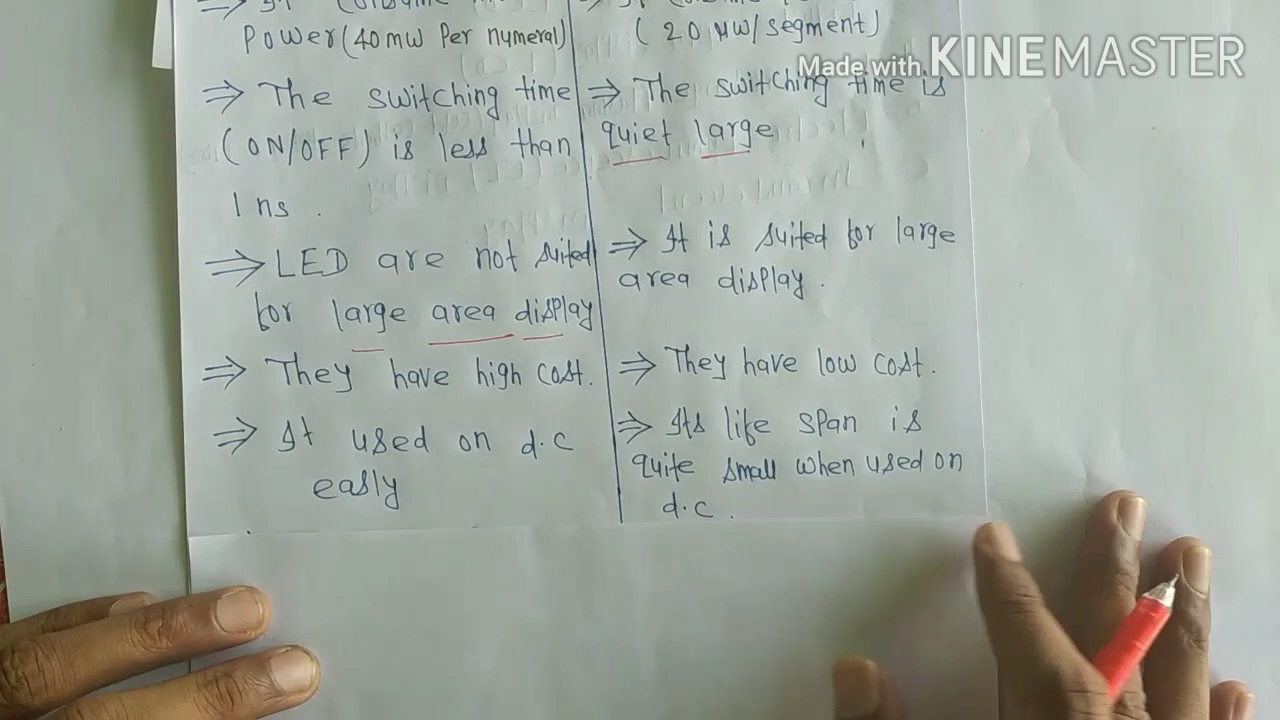 Power (40mw Per numeral)
⇒ The switching time
(ON/OFF) is less than
1ns.
⇒ LED are not suited
for large area display
⇒ They have high cost.
⇒ It used on d.c
easly
(20 μw/segment)
⇒ The switching time is
quiet large
⇒ It is suited for large
area display.
⇒ They have low cost.
⇒ Its life span is
quite small when used on
d.c.
Made with KINEMASTER